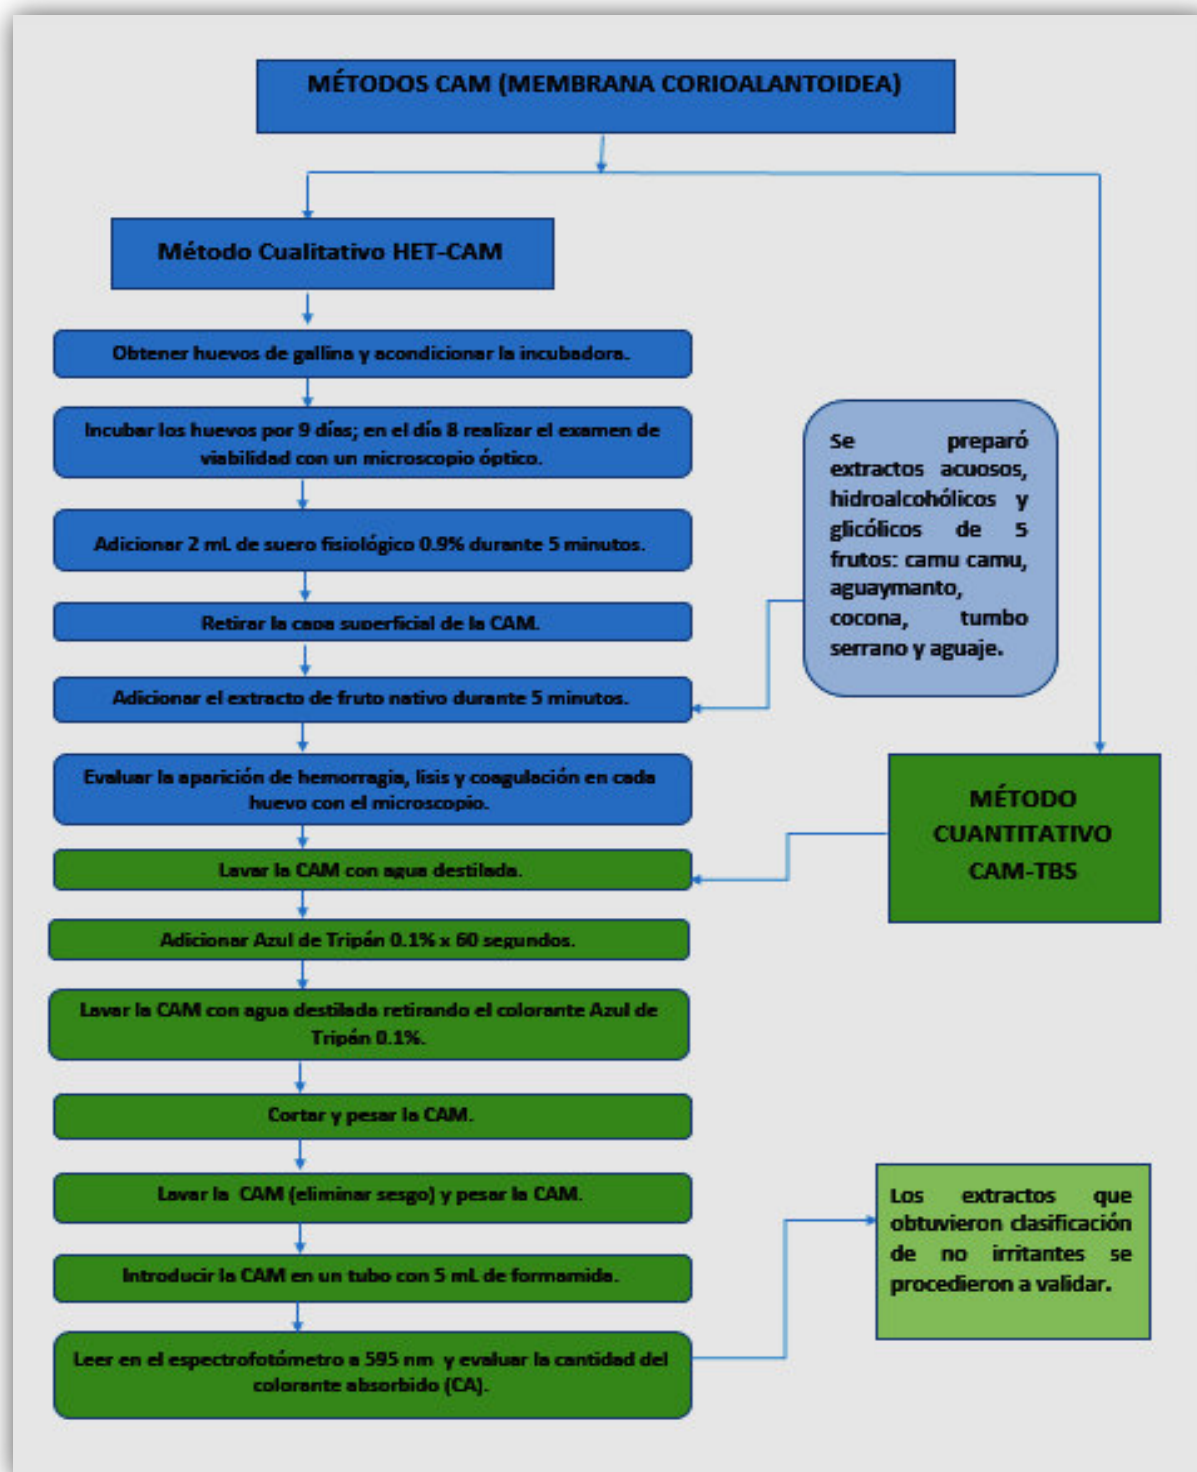 MÉTODOS CAM (MEMBRANA CORIOALANTOIDEA)
Método Cualitativo HET-CAM
Obtener huevos de gallina y acondicionar la incubadora.
Incubar los huevos por 9 días; en el día 8 realizar el examen de
viabilidad con un microscopio óptico.
Adicionar 2 mL de suero fisiológico 0.9% durante 5 minutos.
Retirar la capa superficial de la CAM.
Adicionar el extracto de fruto nativo durante 5 minutos.
Se preparó
extractos acuosos,
hidroalcohólicos y
glicólicos de 5
frutos: camu camu,
aguaymanto,
cocona, tumbo
serrano y aguaje.
Evaluar la aparición de hemorragia, lisis y coagulación en cada
huevo con el microscopio.
MÉTODO
CUANTITATIVO
CAM-TBS
Lavar la CAM con agua destilada.
Adicionar Azul de Tripán 0.1% x 60 segundos.
Lavar la CAM con agua destilada retirando el colorante Azul de
Tripán 0.1%.
Cortar y pesar la CAM.
Lavar la CAM (eliminar sesgo) y pesar la CAM.
Introducir la CAM en un tubo con 5 mL de formamida.
Leer en el espectrofotómetro a 595 nm y evaluar la cantidad del
colorante absorbido (CA).
Los extractos que
obtuvieron clasificación
de no irritantes se
procedieron a validar.